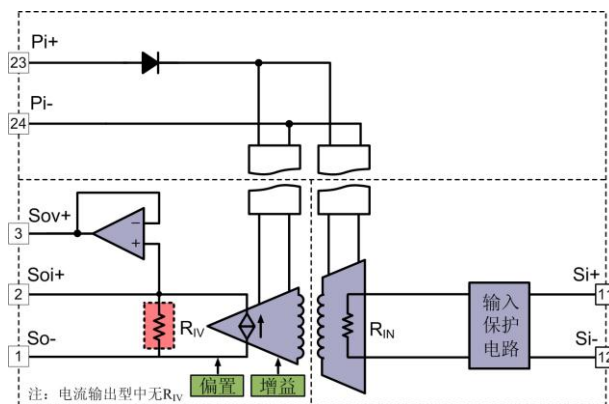 Pi+
23
Pi-
24
Sov+
3
Soi+
2
So-
1
RIV
RIN
Si+
11
Si-
12
输入
保护
电路
偏置
增益
注：电流输出型中无RIV